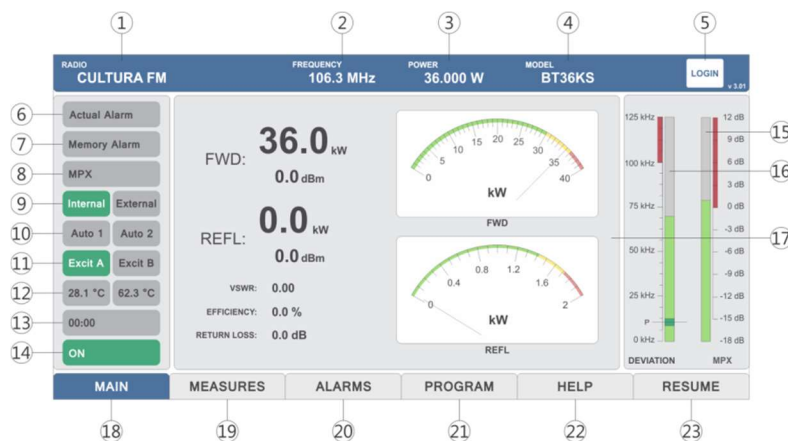 1 2 3 4 5
RADIO FREQUENCY POWER MODEL
CULTURA FM 106.3 MHz 36.000 W BT36KS LOGIN
v 3.01
6 Actual Alarm
7 Memory Alarm
8 MPX
9 Internal External
10 Auto 1 Auto 2
11 Excit A Excit B
12 28.1 °C 62.3 °C
13 00:00
14 ON
FWD: 36.0 kW
0.0 dBm
REFL: 0.0 kW
0.0 dBm
VSWR: 0.00
EFFICIENCY: 0.0 %
RETURN LOSS: 0.0 dB
0 5 10 15 20 25 30 35 40
kW
FWD
0 0.4 0.8 1.2 1.6 2
kW
REFL
125 kHz
100 kHz
75 kHz
50 kHz
25 kHz
P
0 kHz
DEVIATION
12 dB
9 dB
6 dB
3 dB
0 dB
-3 dB
-6 dB
-9 dB
-12 dB
-15 dB
-18 dB
MPX
15
16
17
MAIN MEASURES ALARMS PROGRAM HELP RESUME
18 19 20 21 22 23